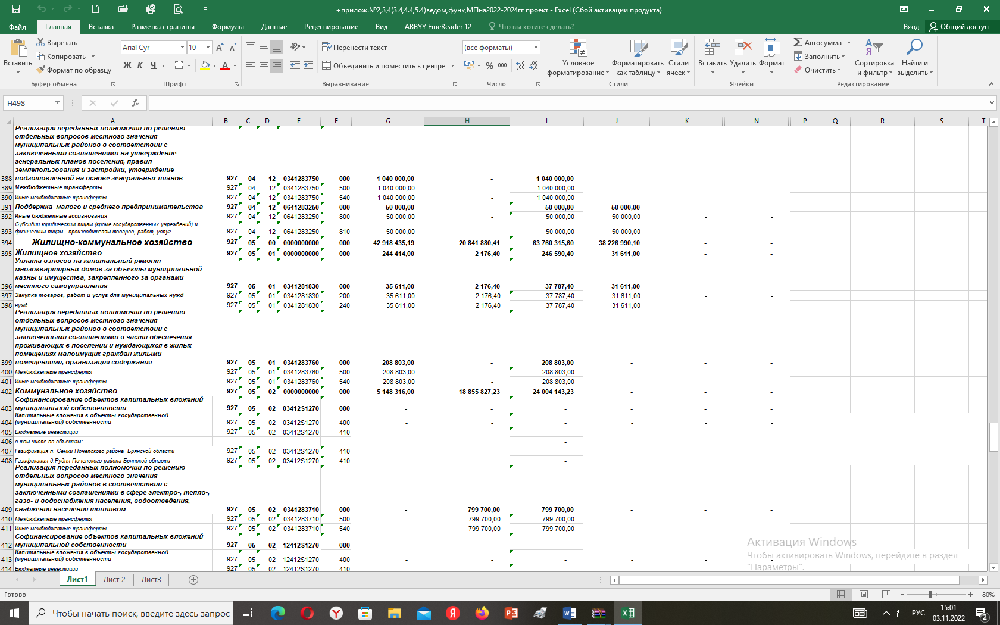 +прилож.№2,3,4(3.4,4.4,5.4)ведом,функ,МПна2022-2024гг проект - Excel (Сбой активации продукта)
Файл Главная Вставка Разметка страницы Формулы Данные Рецензирование Вид ABBYY FineReader 12 Что вы хотите сделать? Вход Общий доступ
Вставить Вырезать Копировать Формат по образцу
Arial Cyr 10
Ж К Ч
Перенести текст
Объединить и поместить в центре
(все форматы)
% 000
Условное форматирование Форматировать как таблицу Стили ячеек
Вставить Удалить Формат
Автосумма Заполнить Очистить
Сортировка и фильтр Найти и выделить
Буфер обмена Шрифт Выравнивание Число Стили Ячейки Редактирование
H498 fx
A B C D E F G H I J K N P Q R S T
Реализация переданных полномочий по решению
отдельных вопросов местного значения
муниципальных районов в соответствии с
заключенными соглашениями на утверждение
генеральных планов поселения, правил
землепользования и застройки, утверждение
388 подготовленной на основе генеральных планов 927 04 12 0341283750 000 1 040 000,00 - 1 040 000,00
389 Межбюджетные трансферты 927 04 12 0341283750 500 1 040 000,00 - 1 040 000,00
390 Иные межбюджетные трансферты 927 04 12 0341283750 540 1 040 000,00 - 1 040 000,00
391 Поддержка малого и среднего предпринимательства 927 04 12 0641283250 000 50 000,00 - 50 000,00 50 000,00 - -
392 Иные бюджетные ассигнования 927 04 12 0641283250 800 50 000,00 - 50 000,00 50 000,00 - -
Субсидии юридическим лицам (кроме государственных учреждений) и
393 физическим лицам - производителям товаров, работ, услуг 927 04 12 0641283250 810 50 000,00 50 000,00 50 000,00
394 Жилищно-коммунальное хозяйство 927 05 00 0000000000 000 42 918 435,19 20 841 880,41 63 760 315,60 38 226 990,10 - -
395 Жилищное хозяйство 927 05 01 0000000000 000 244 414,00 2 176,40 246 590,40 31 611,00 - -
Уплата взносов на капитальный ремонт
многоквартирных домов за объекты муниципальной
казны и имущества, закрепленного за органами
396 местного самоуправления 927 05 01 0341281830 000 35 611,00 2 176,40 37 787,40 31 611,00 - -
397 Закупка товаров, работ и услуг для муниципальных нужд 927 05 01 0341281830 200 35 611,00 2 176,40 37 787,40 31 611,00 - -
398 нужд 927 05 01 0341281830 240 35 611,00 2 176,40 37 787,40 31 611,00
Реализация переданных полномочий по решению
отдельных вопросов местного значения
муниципальных районов в соответствии с
заключенными соглашениями в части обеспечения
проживающих в поселении и нуждающихся в жилых
помещениях малоимущих граждан жилыми
399 помещениями, организация содержания 927 05 01 0341283760 000 208 803,00 - 208 803,00 - - -
400 Межбюджетные трансферты 927 05 01 0341283760 500 208 803,00 - 208 803,00 - - -
401 Иные межбюджетные трансферты 927 05 01 0341283760 540 208 803,00 - 208 803,00
402 Коммунальное хозяйство 927 05 02 0000000000 000 5 148 316,00 18 855 827,23 24 004 143,23 - - -
Софинансирование объектов капитальных вложений
403 муниципальной собственности 927 05 02 03412S1270 000 - - - - - -
Капитальные вложения в объекты государственной
404 (муниципальной) собственности 927 05 02 03412S1270 400 - - - - - -
405 Бюджетные инвестиции 927 05 02 03412S1270 410 - - - - - -
406 в том числе по объектам: -
407 Газификация п. Семки Почепского района Брянской области 927 05 02 03412S1270 410 -
408 Газификация д.Рудня Почепского района Брянской области 927 05 02 03412S1270 410 -
Реализация переданных полномочий по решению
отдельных вопросов местного значения
муниципальных районов в соответствии с
заключенными соглашениями в сфере электро-, тепло-,
газо- и водоснабжения населения, водоотведения,
409 снабжения населения топливом 927 05 02 0341283710 000 - 799 700,00 799 700,00 - - -
410 Межбюджетные трансферты 927 05 02 0341283710 500 - 799 700,00 799 700,00 - - -
411 Иные межбюджетные трансферты 927 05 02 0341283710 540 799 700,00 799 700,00
Софинансирование объектов капитальных вложений
412 муниципальной собственности 927 05 02 12412S1270 000 - - - - - -
Капитальные вложения в объекты государственной
413 (муниципальной) собственности 927 05 02 12412S1270 400 - - - - - -
414 Бюджетные инвестиции 927 05 02 12412S1270 410 - - - - - -
Активация Windows
Чтобы активировать Windows, перейдите в раздел
"Параметры".
Лист1 Лист 2 Лист3
Готово 80%
Чтобы начать поиск, введите здесь запрос
РУС 15:01
03.11.2022 2